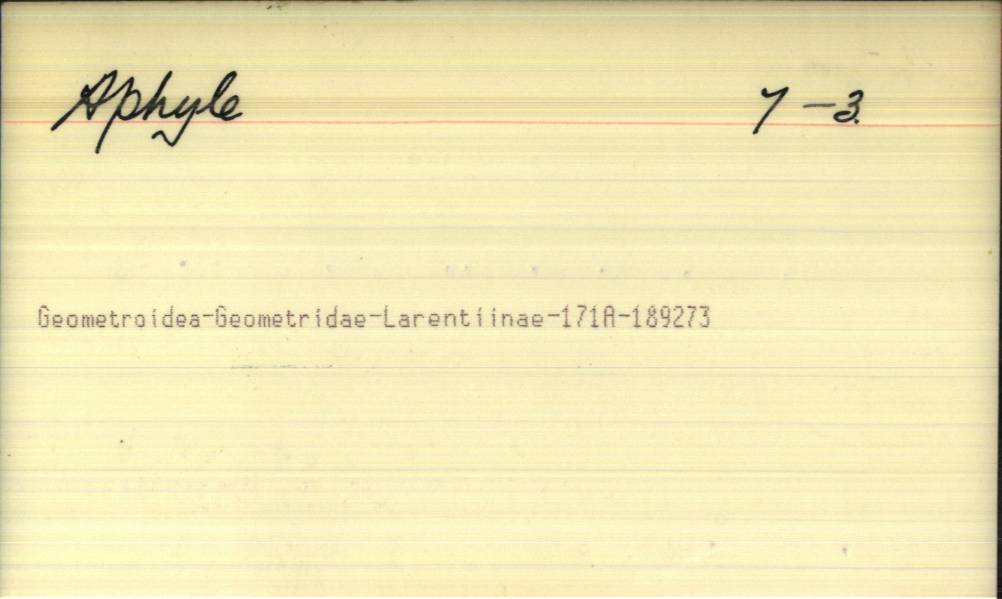 Aphyle 7-3.
Geometroidea-Geometridae-Larentiinae-171A-189273